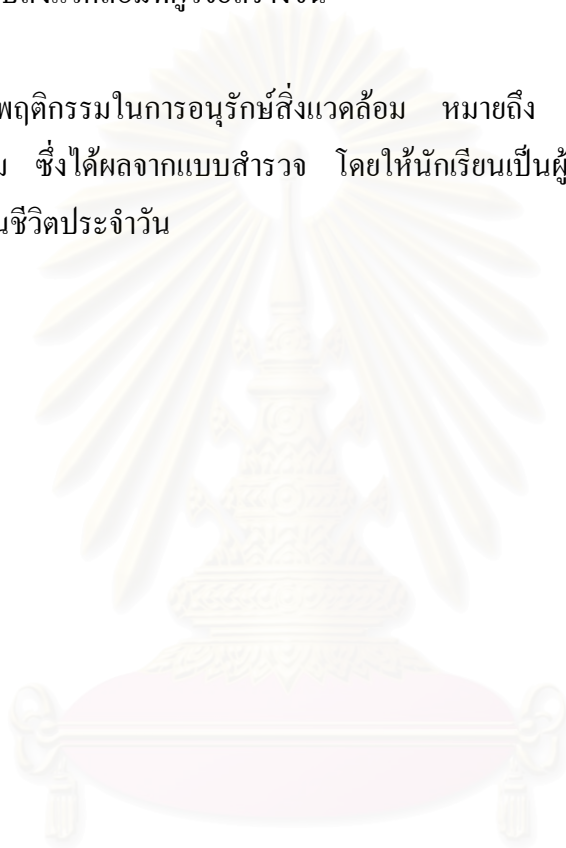 พฤติกรรมในการอนุรักษ์สิ่งแวดล้อม หมายถึง
ซึ่งได้ผลจากแบบสำรวจ โดยให้นักเรียนเป็นผู้
นชีวิตประจำวัน